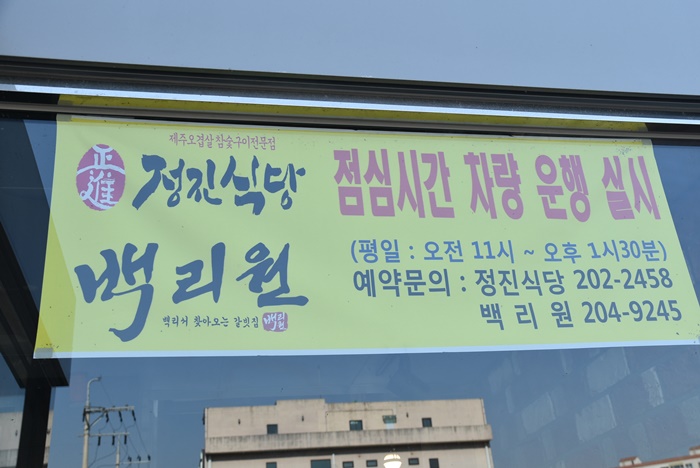 제주오겹살참숯구이전문점
正進
정진식당
백리원
백리서 찾아오는 갈빗집
백리원
점심시간 차량 운행 실시
(평일 : 오전 11시 ~ 오후 1시30분)
예약문의 : 정진식당 202-2458
백 리 원 204-9245